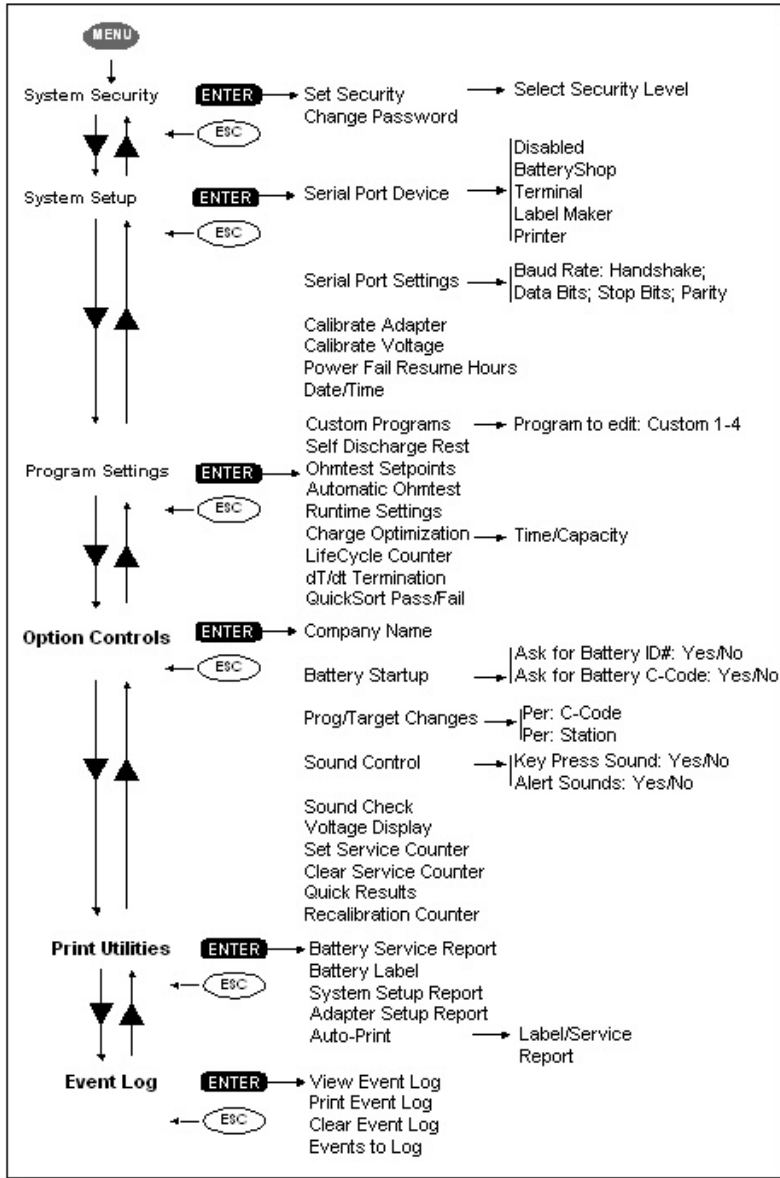 MENU
System Security ENTER Set Security Select Security Level
Change Password
ESC
Disabled
BatteryShop
System Setup ENTER Serial Port Device Terminal
Label Maker
ESC
Printer
Serial Port Settings Baud Rate: Handshake;
Data Bits; Stop Bits; Parity
Calibrate Adapter
Calibrate Voltage
Power Fail Resume Hours
Date/Time
Custom Programs Program to edit: Custom 1-4
Self Discharge Rest
Program Settings ENTER Ohmtest Setpoints
Automatic Ohmtest
ESC Runtime Settings
Charge Optimization Time/Capacity
LifeCycle Counter
dT/dt Termination
QuickSort Pass/Fail
Option Controls ENTER Company Name
ESC
Ask for Battery ID#: Yes/No
Battery Startup Ask for Battery C-Code: Yes/No
Prog/Target Changes Per: C-Code
Per: Station
Sound Control Key Press Sound: Yes/No
Alert Sounds: Yes/No
Sound Check
Voltage Display
Set Service Counter
Clear Service Counter
Quick Results
Recalibration Counter
Print Utilities ENTER Battery Service Report
Battery Label
ESC
System Setup Report
Adapter Setup Report
Auto-Print Label/Service
Report
Event Log ENTER View Event Log
Print Event Log
ESC
Clear Event Log
Events to Log